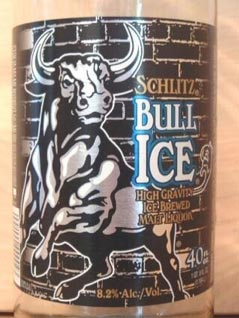 SCHLITZ
BULL
ICE
HIGH GRAVITY
ICE BREWED
MALT LIQUOR
40
8.2% Alc./Vol.